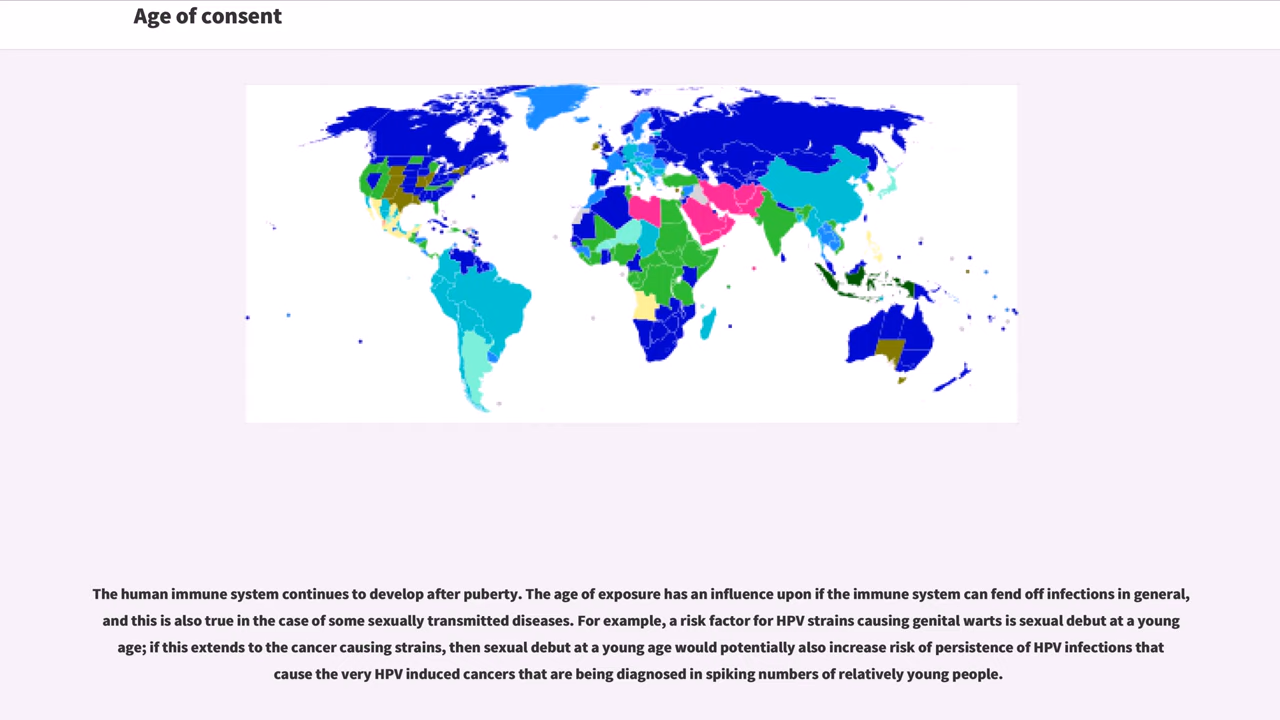 Age of consent
The human immune system continues to develop after puberty. The age of exposure has an influence upon if the immune system can fend off infections in general,
and this is also true in the case of some sexually transmitted diseases. For example, a risk factor for HPV strains causing genital warts is sexual debut at a young
age; if this extends to the cancer causing strains, then sexual debut at a young age would potentially also increase risk of persistence of HPV infections that
cause the very HPV induced cancers that are being diagnosed in spiking numbers of relatively young people.